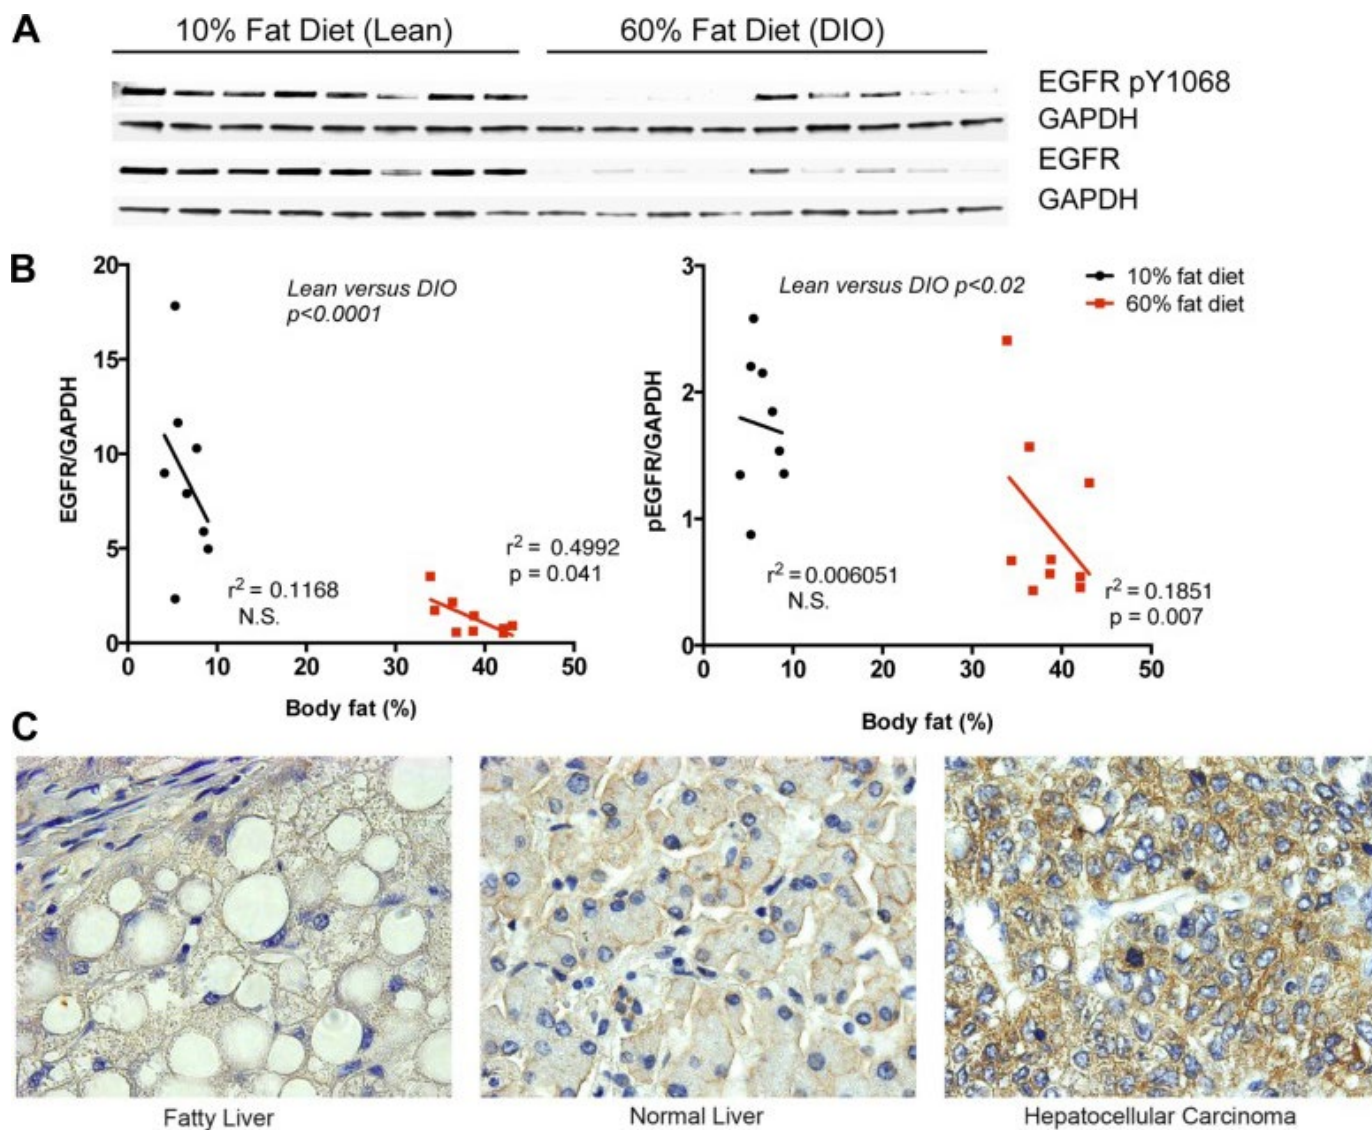 A
10% Fat Diet (Lean)
60% Fat Diet (DIO)
EGFR pY1068
GAPDH
EGFR
GAPDH
B
EGFR/GAPDH
20
15
10
5
0
0 10 20 30 40 50
Body fat (%)
Lean versus DIO
p<0.0001
r² = 0.1168
N.S.
r² = 0.4992
p = 0.041
pEGFR/GAPDH
3
2
1
0
0 10 20 30 40 50
Body fat (%)
Lean versus DIO p<0.02
r² = 0.006051
N.S.
r² = 0.1851
p = 0.007
10% fat diet
60% fat diet
C
Fatty Liver
Normal Liver
Hepatocellular Carcinoma